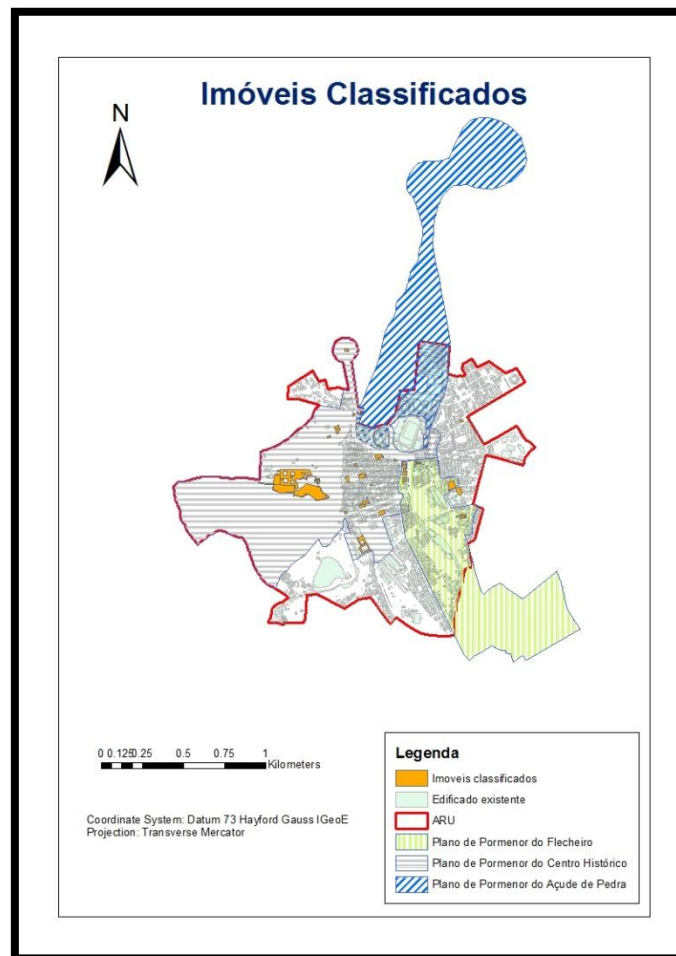 Imóveis Classificados
N
0 0.1250.25 0.5 0.75 1
Kilometers
Coordinate System: Datum 73 Hayford Gauss IGeoE
Projection: Transverse Mercator
Legenda
Imoveis classificados
Edificado existente
ARU
Plano de Pormenor do Flecheiro
Plano de Pormenor do Centro Histórico
Plano de Pormenor do Açude de Pedra